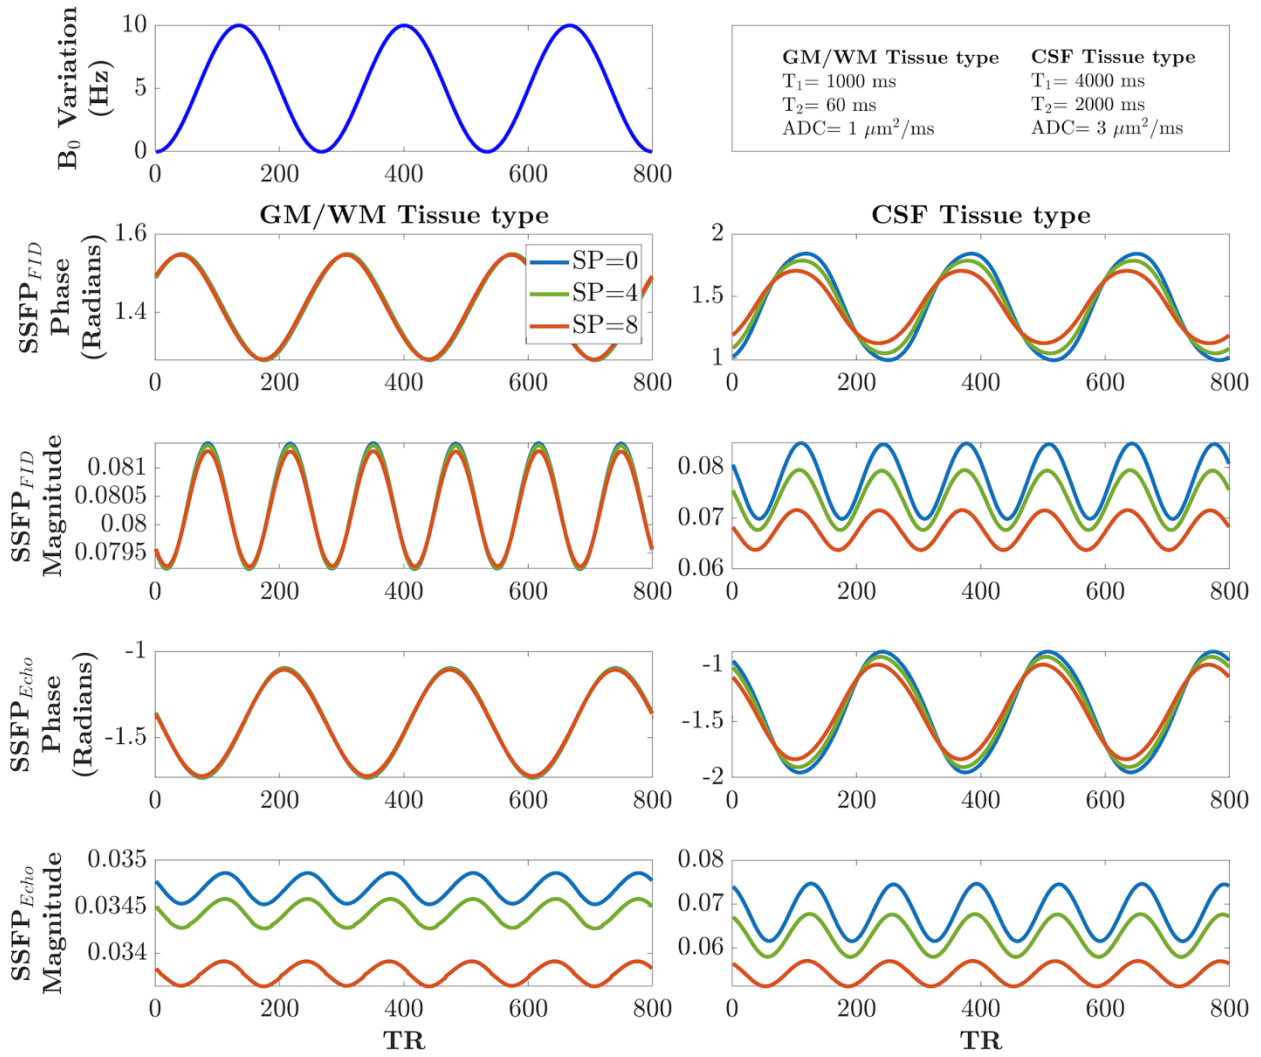 B0 Variation
(Hz)
10
5
0
0 200 400 600 800
GM/WM Tissue type CSF Tissue type
T1= 1000 ms T1= 4000 ms
T2= 60 ms T2= 2000 ms
ADC= 1 μm²/ms ADC= 3 μm²/ms
GM/WM Tissue type
SSFPFID
Phase
(Radians)
1.6
1.4
SP=0
SP=4
SP=8
0 200 400 600 800
CSF Tissue type
2
1.5
1
0 200 400 600 800
SSFPFID
Magnitude
0.081
0.0805
0.08
0.0795
0 200 400 600 800
0.08
0.07
0.06
0 200 400 600 800
SSFPEcho
Phase
(Radians)
-1
-1.5
0 200 400 600 800
-1
-1.5
-2
0 200 400 600 800
SSFPEcho
Magnitude
0.035
0.0345
0.034
0 200 400 600 800
TR
0.08
0.07
0.06
0 200 400 600 800
TR